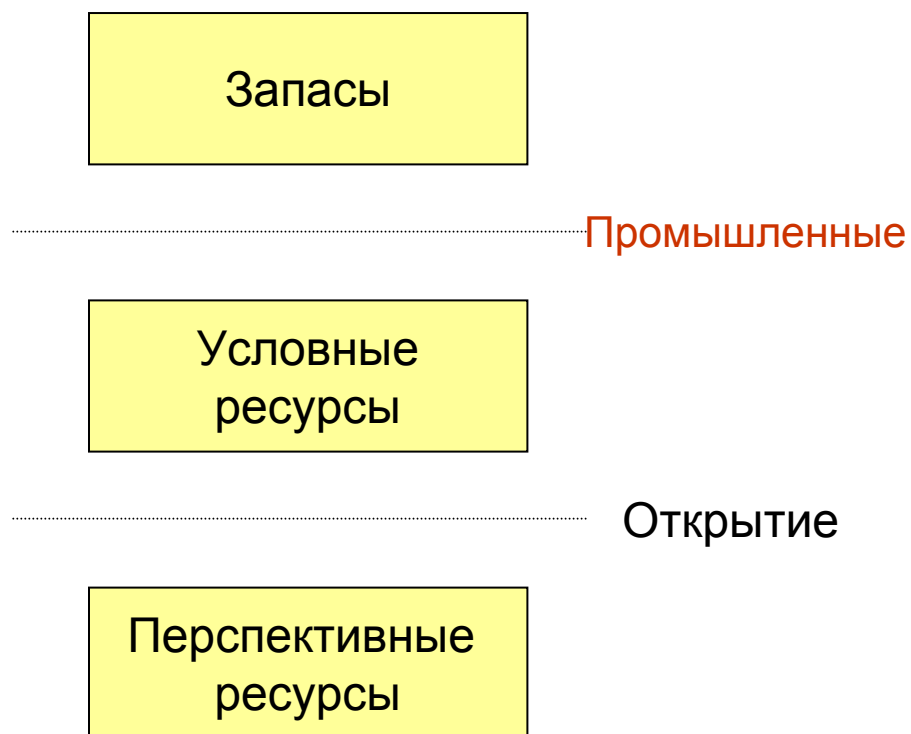 Запасы
Промышленные
Условные
ресурсы
Открытие
Перспективные
ресурсы